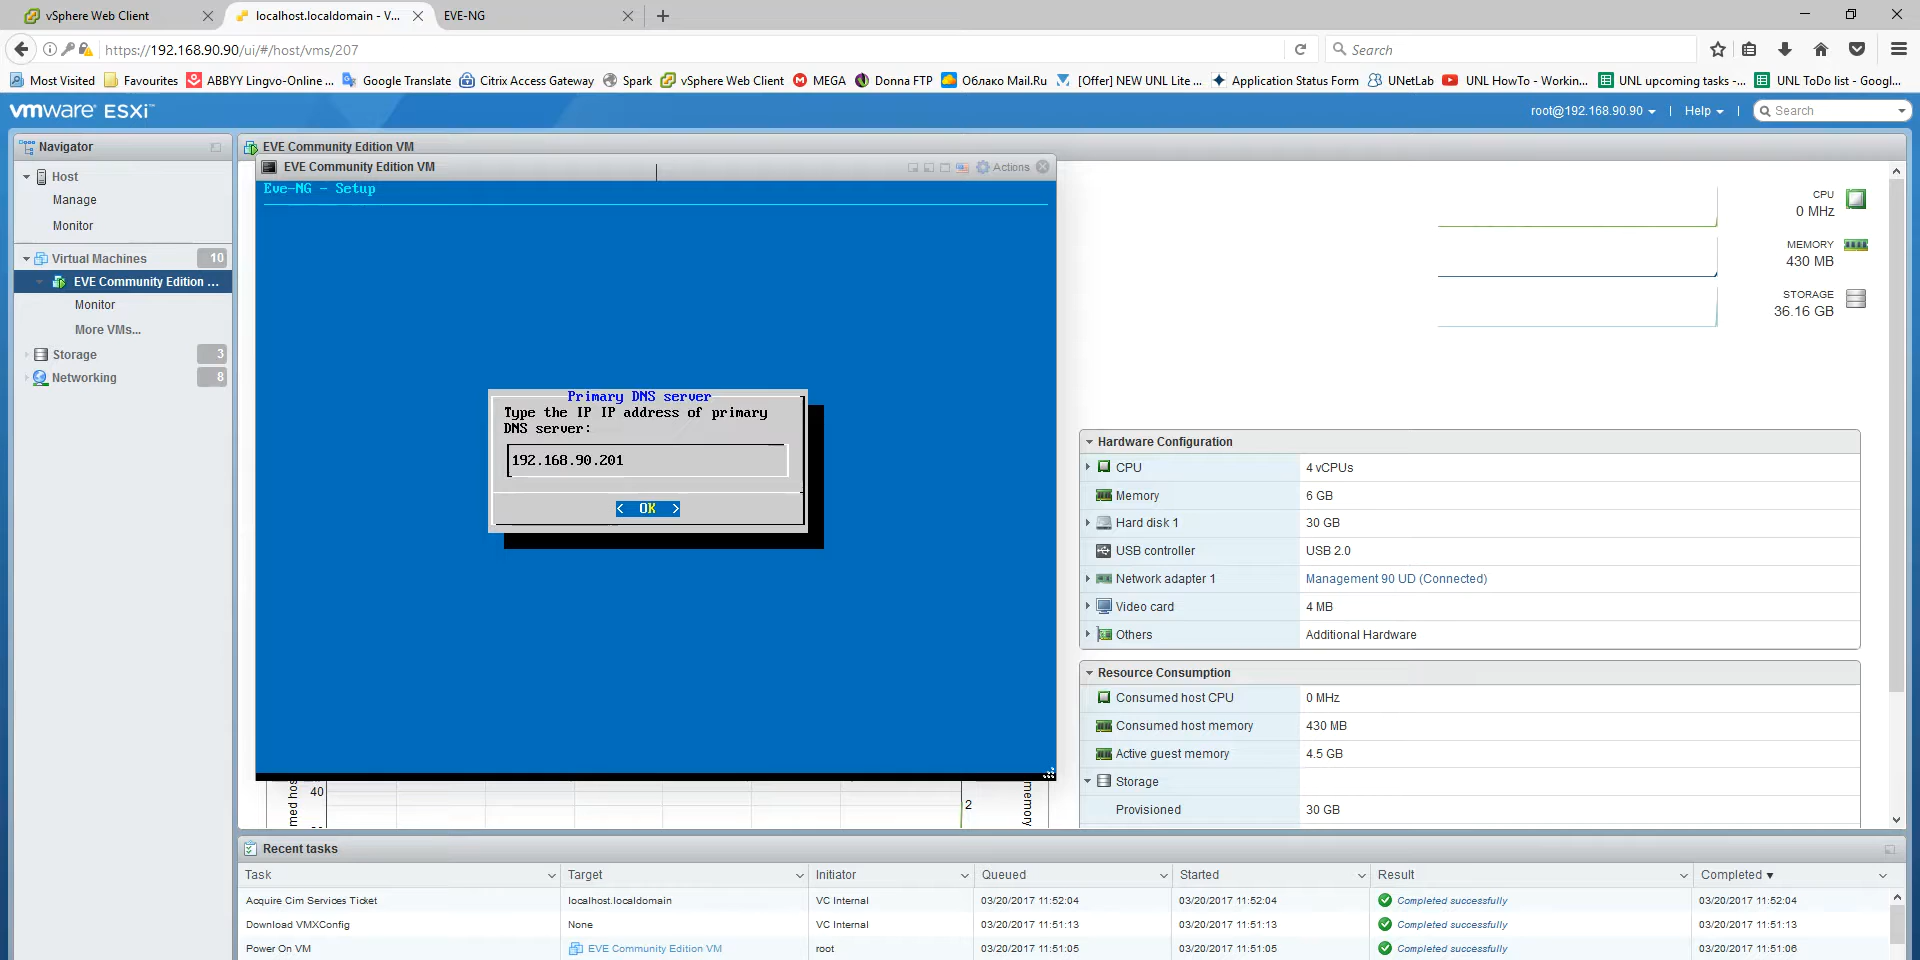 vSphere Web Client
localhost.localdomain - V...
EVE-NG
https://192.168.90.90/ui/#/host/vms/207
Search
Most Visited
Favourites
ABBYY Lingvo-Online ...
Google Translate
Citrix Access Gateway
Spark
vSphere Web Client
MEGA
Donna FTP
Облако Mail.Ru
[Offer] NEW UNL Lite ...
Application Status Form
UNetLab
UNL HowTo - Workin...
UNL upcoming tasks -...
UNL ToDo list - Googl...
vmware ESXi
root@192.168.90.90
Help
Search
Navigator
Host
Manage
Monitor
Virtual Machines 10
EVE Community Edition ...
Monitor
More VMs...
Storage 3
Networking 8
EVE Community Edition VM
EVE Community Edition VM
Actions
Eve-NG - Setup
Primary DNS server
Type the IP IP address of primary
DNS server:
192.168.90.201
< OK >
CPU
0 MHz
MEMORY
430 MB
STORAGE
36.16 GB
Hardware Configuration
CPU 4 vCPUs
Memory 6 GB
Hard disk 1 30 GB
USB controller USB 2.0
Network adapter 1 Management 90 UD (Connected)
Video card 4 MB
Others Additional Hardware
Resource Consumption
Consumed host CPU 0 MHz
Consumed host memory 430 MB
Active guest memory 4.5 GB
Storage
Provisioned 30 GB
40
2
memory
Recent tasks
Task Target Initiator Queued Started Result Completed ▼
Acquire Cim Services Ticket localhost.localdomain VC Internal 03/20/2017 11:52:04 03/20/2017 11:52:04 Completed successfully 03/20/2017 11:52:04
Download VMXConfig None VC Internal 03/20/2017 11:51:13 03/20/2017 11:51:13 Completed successfully 03/20/2017 11:51:13
Power On VM EVE Community Edition VM root 03/20/2017 11:51:05 03/20/2017 11:51:05 Completed successfully 03/20/2017 11:51:06